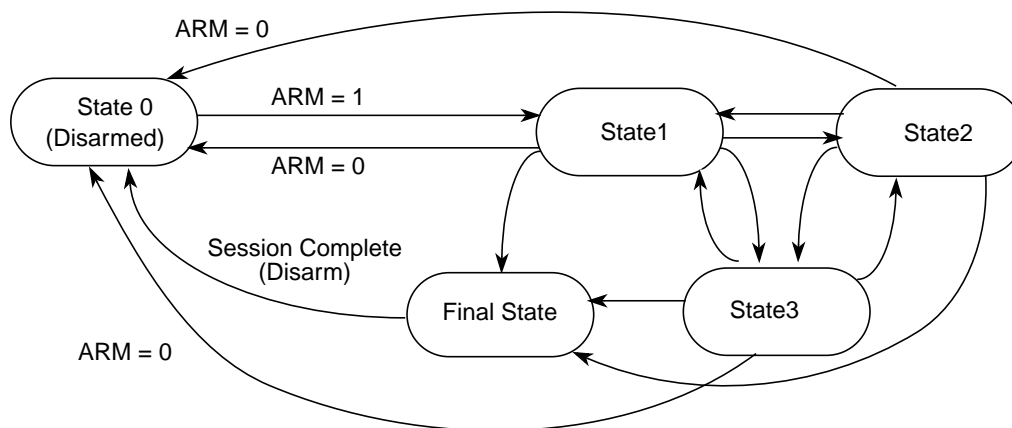 ARM = 0
State 0
(Disarmed)
ARM = 1
ARM = 0
State1
State2
Session Complete
(Disarm)
Final State
State3
ARM = 0